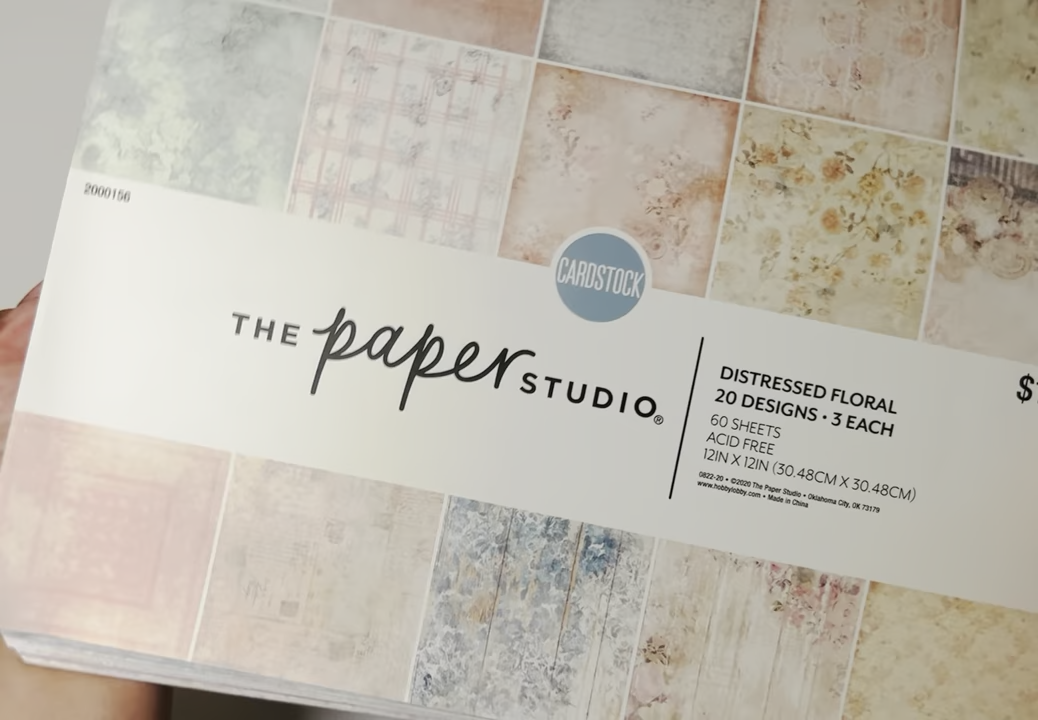 2000156
CARDSTOCK
THE paper STUDIO®
DISTRESSED FLORAL
20 DESIGNS • 3 EACH
60 SHEETS
ACID FREE
12IN X 12IN (30.48CM X 30.48CM)
0822-20 • ©2020 The Paper Studio • Oklahoma City, OK 73179
www.hobbylobby.com • Made in China